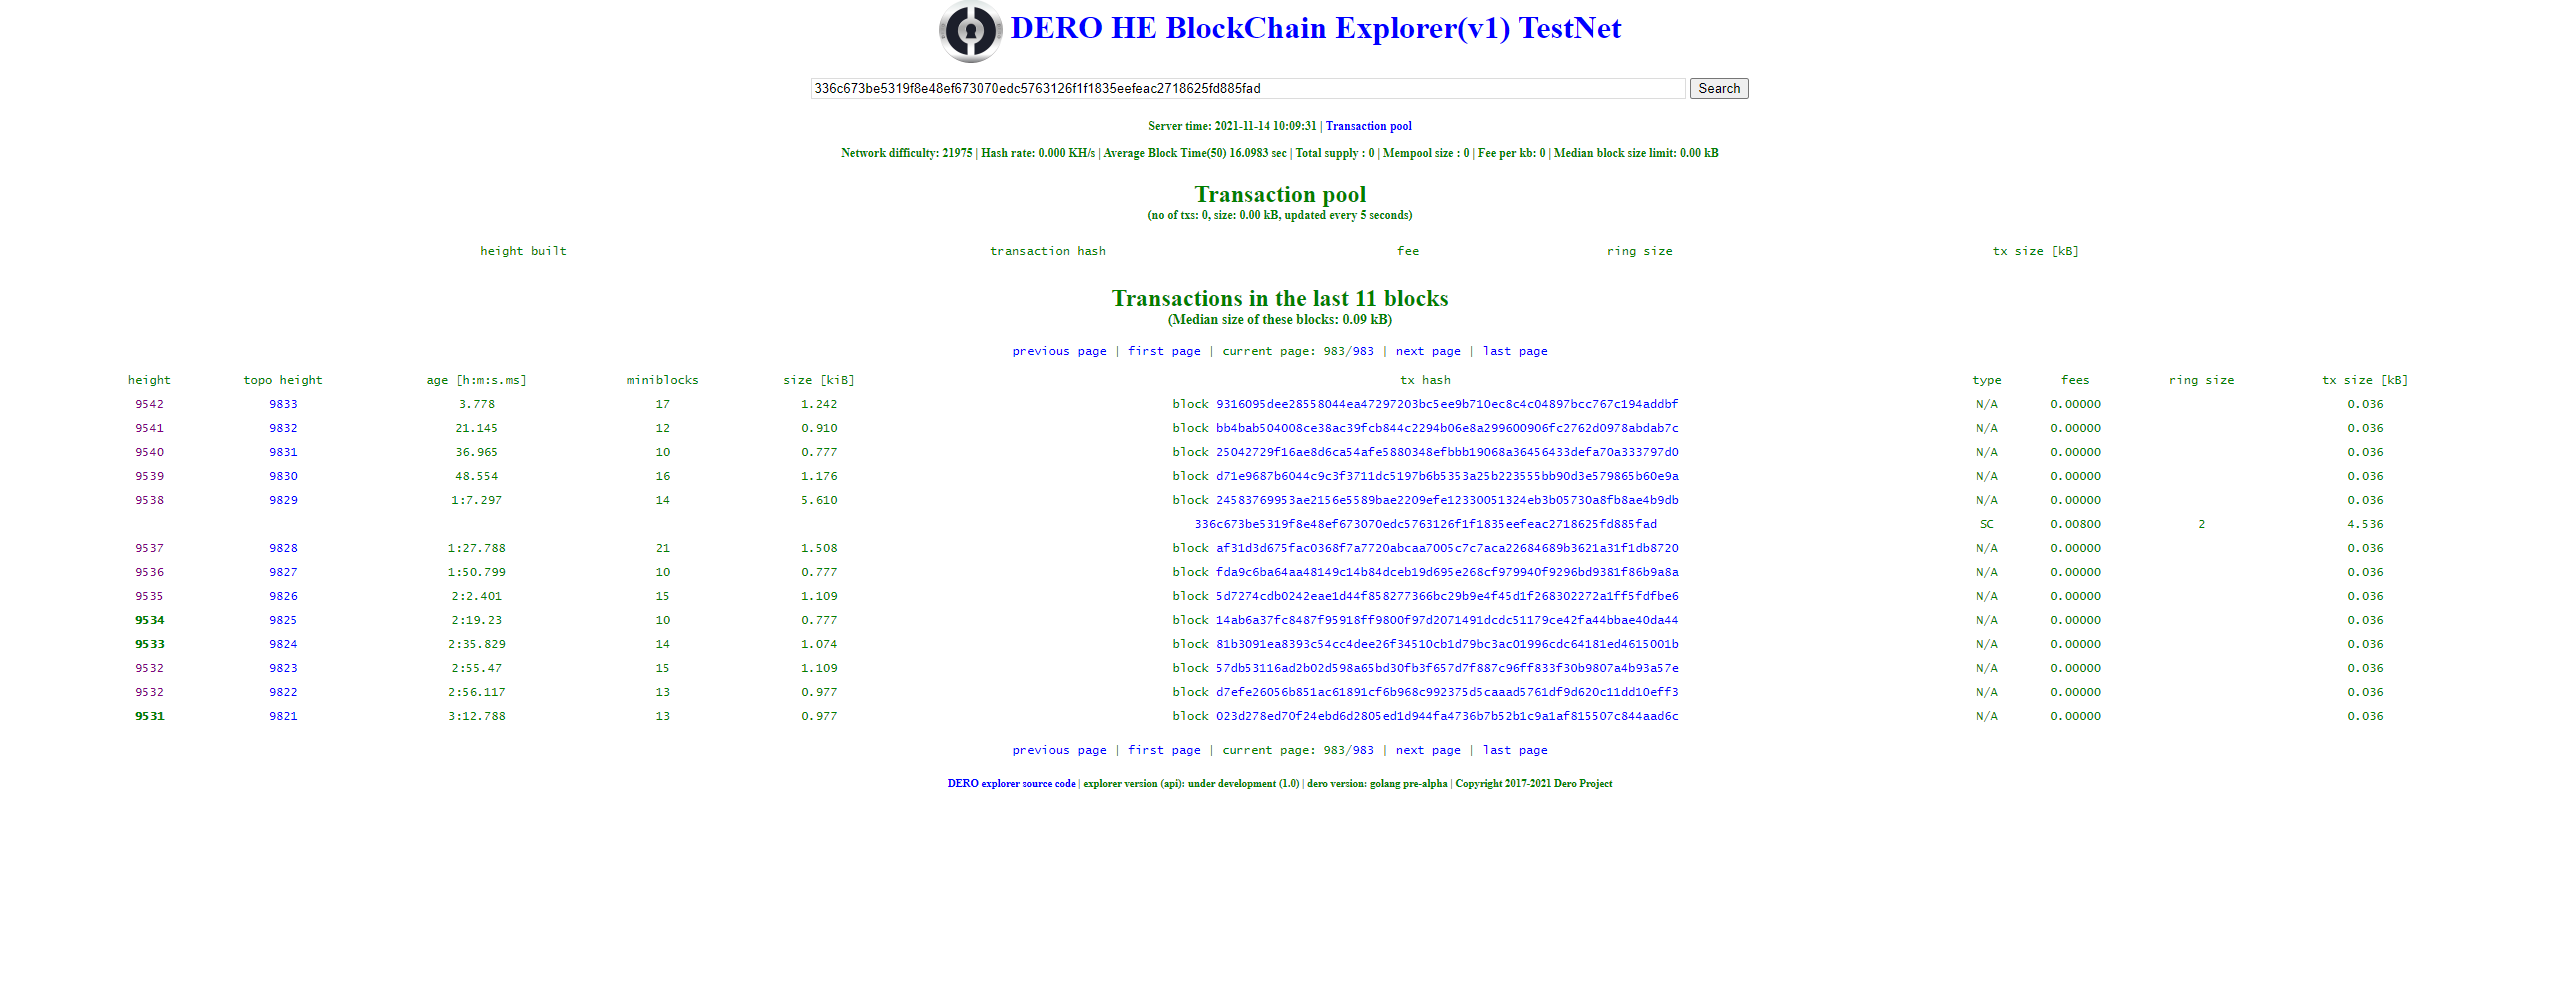 DERO HE BlockChain Explorer(v1) TestNet
336c673be5319f8e48ef673070edc5763126f1f1835eefeac2718625fd885fad Search
Server time: 2021-11-14 10:09:31 | Transaction pool
Network difficulty: 21975 | Hash rate: 0.000 KH/s | Average Block Time(50) 16.0983 sec | Total supply : 0 | Mempool size : 0 | Fee per kb: 0 | Median block size limit: 0.00 kB
Transaction pool
(no of txs: 0, size: 0.00 kB, updated every 5 seconds)
height built transaction hash fee ring size tx size [kB]
Transactions in the last 11 blocks
(Median size of these blocks: 0.09 kB)
previous page | first page | current page: 983/983 | next page | last page
height topo height age [h:m:s.ms] miniblocks size [kiB] tx hash type fees ring size tx size [kB]
9542 9833 3.778 17 1.242 block 9316095dee28558044ea47297203bc5ee9b710ec8c4c04897bcc767c194addbf N/A 0.00000 0.036
9541 9832 21.145 12 0.910 block bb4bab504008ce38ac39fcb844c2294b06e8a299600906fc2762d0978abdab7c N/A 0.00000 0.036
9540 9831 36.965 10 0.777 block 25042729f16ae8d6ca54afe5880348efbbb19068a36456433defa70a333797d0 N/A 0.00000 0.036
9539 9830 48.554 16 1.176 block d71e9687b6044c9c3f3711dc5197b6b5353a25b223555bb90d3e579865b60e9a N/A 0.00000 0.036
9538 9829 1:7.297 14 5.610 block 24583769953ae2156e5589bae2209efe12330051324eb3b05730a8fb8ae4b9db N/A 0.00000 0.036
336c673be5319f8e48ef673070edc5763126f1f1835eefeac2718625fd885fad SC 0.00800 2 4.536
9537 9828 1:27.788 21 1.508 block af31d3d675fac0368f7a7720abcaa7005c7c7aca22684689b3621a31f1db8720 N/A 0.00000 0.036
9536 9827 1:50.799 10 0.777 block fda9c6ba64aa48149c14b84dceb19d695e268cf979940f9296bd9381f86b9a8a N/A 0.00000 0.036
9535 9826 2:2.401 15 1.109 block 5d7274cdb0242eae1d44f858277366bc29b9e4f45d1f268302272a1ff5fdfbe6 N/A 0.00000 0.036
9534 9825 2:19.23 10 0.777 block 14ab6a37fc8487f95918ff9800f97d2071491dcdc51179ce42fa44bbae40da44 N/A 0.00000 0.036
9533 9824 2:35.829 14 1.074 block 81b3091ea8393c54cc4dee26f34510cb1d79bc3ac01996cdc64181ed4615001b N/A 0.00000 0.036
9532 9823 2:55.47 15 1.109 block 57db53116ad2b02d598a65bd30fb3f657d7f887c96ff833f30b9807a4b93a57e N/A 0.00000 0.036
9532 9822 2:56.117 13 0.977 block d7efe26056b851ac61891cf6b968c992375d5caaad5761df9d620c11dd10eff3 N/A 0.00000 0.036
9531 9821 3:12.788 13 0.977 block 023d278ed70f24ebd6d2805ed1d944fa4736b7b52b1c9a1af815507c844aad6c N/A 0.00000 0.036
previous page | first page | current page: 983/983 | next page | last page
DERO explorer source code | explorer version (api): under development (1.0) | dero version: golang pre-alpha | Copyright 2017-2021 Dero Project